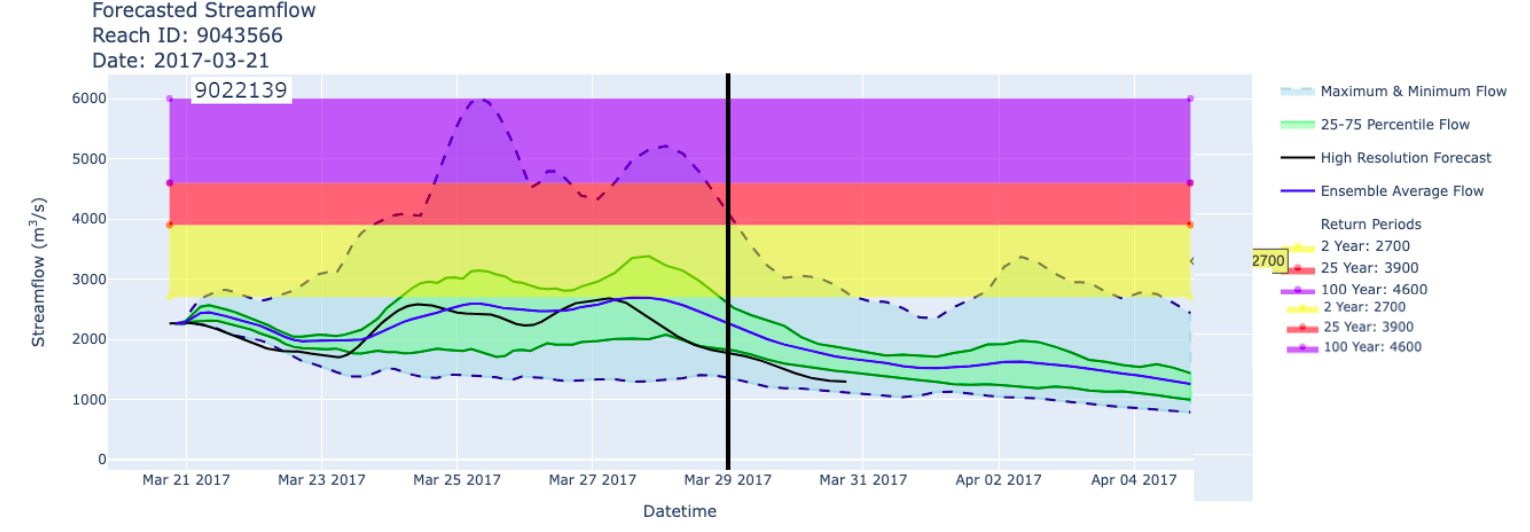 Forecasted Streamflow
Reach ID: 9043566
Date: 2017-03-21
9022139
6000
5000
4000
3000
2000
1000
0
Streamflow (m³/s)
Mar 21 2017 Mar 23 2017 Mar 25 2017 Mar 27 2017 Mar 29 2017 Mar 31 2017 Apr 02 2017 Apr 04 2017
Datetime
2700
Maximum & Minimum Flow
25-75 Percentile Flow
High Resolution Forecast
Ensemble Average Flow
Return Periods
2 Year: 2700
25 Year: 3900
100 Year: 4600
2 Year: 2700
25 Year: 3900
100 Year: 4600